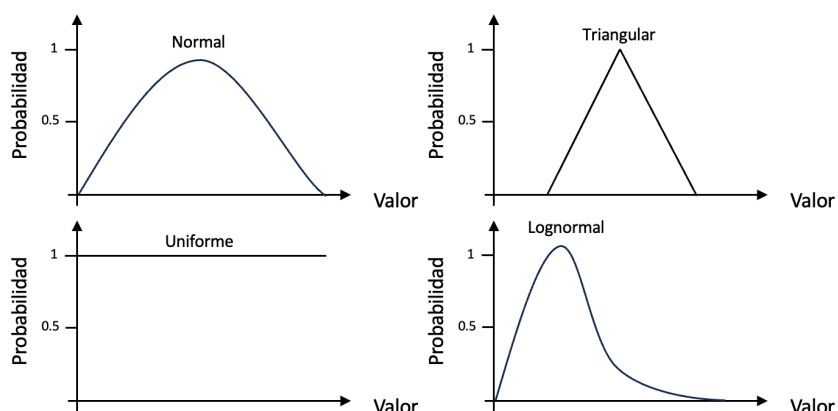 Normal
Probabilidad
1
0.5
Valor
Triangular
Probabilidad
1
0.5
Valor
Uniforme
Probabilidad
1
0.5
Valor
Lognormal
Probabilidad
1
0.5
Valor